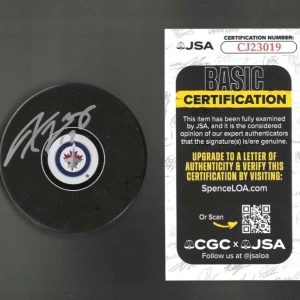 CERTIFICATION NUMBER:
JSA
CJ23019
BASIC
CERTIFICATION
This item has been fully examined
by JSA, and it is the considered
opinion of our expert authenticators
that the signature(s) is/are genuine.
UPGRADE TO A LETTER OF
AUTHENTICITY & VERIFY THIS
CERTIFICATION BY VISITING:
SpenceLOA.com
Or Scan
CGC x JSA
Follow us at @jsaloa